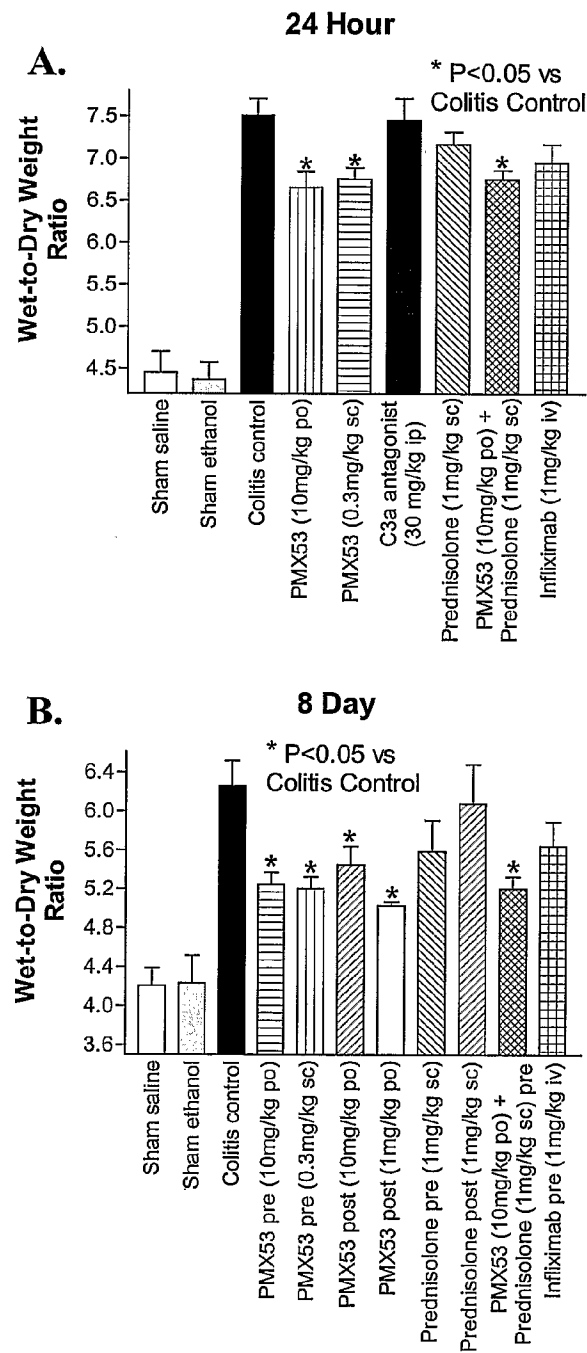 24 Hour
A.
* P<0.05 vs
Colitis Control
Wet-to-Dry Weight
Ratio
7.5
7.0
6.5
6.0
5.5
5.0
4.5
*
*
*
Sham saline
Sham ethanol
Colitis control
PMX53 (10mg/kg po)
PMX53 (0.3mg/kg sc)
C3a antagonist
(30 mg/kg ip)
Prednisolone (1mg/kg sc)
PMX53 (10mg/kg po) +
Prednisolone (1mg/kg sc)
Infliximab (1mg/kg iv)
8 Day
B.
* P<0.05 vs
Colitis Control
Wet-to-Dry Weight
Ratio
6.4
6.0
5.6
5.2
4.8
4.4
4.0
3.6
*
*
*
*
*
Sham saline
Sham ethanol
Colitis control
PMX53 pre (10mg/kg po)
PMX53 pre (0.3mg/kg sc)
PMX53 post (10mg/kg po)
PMX53 post (1mg/kg po)
Prednisolone pre (1mg/kg sc)
Prednisolone post (1mg/kg sc)
PMX53 (10mg/kg po) +
Prednisolone (1mg/kg sc) pre
Infliximab pre (1mg/kg iv)